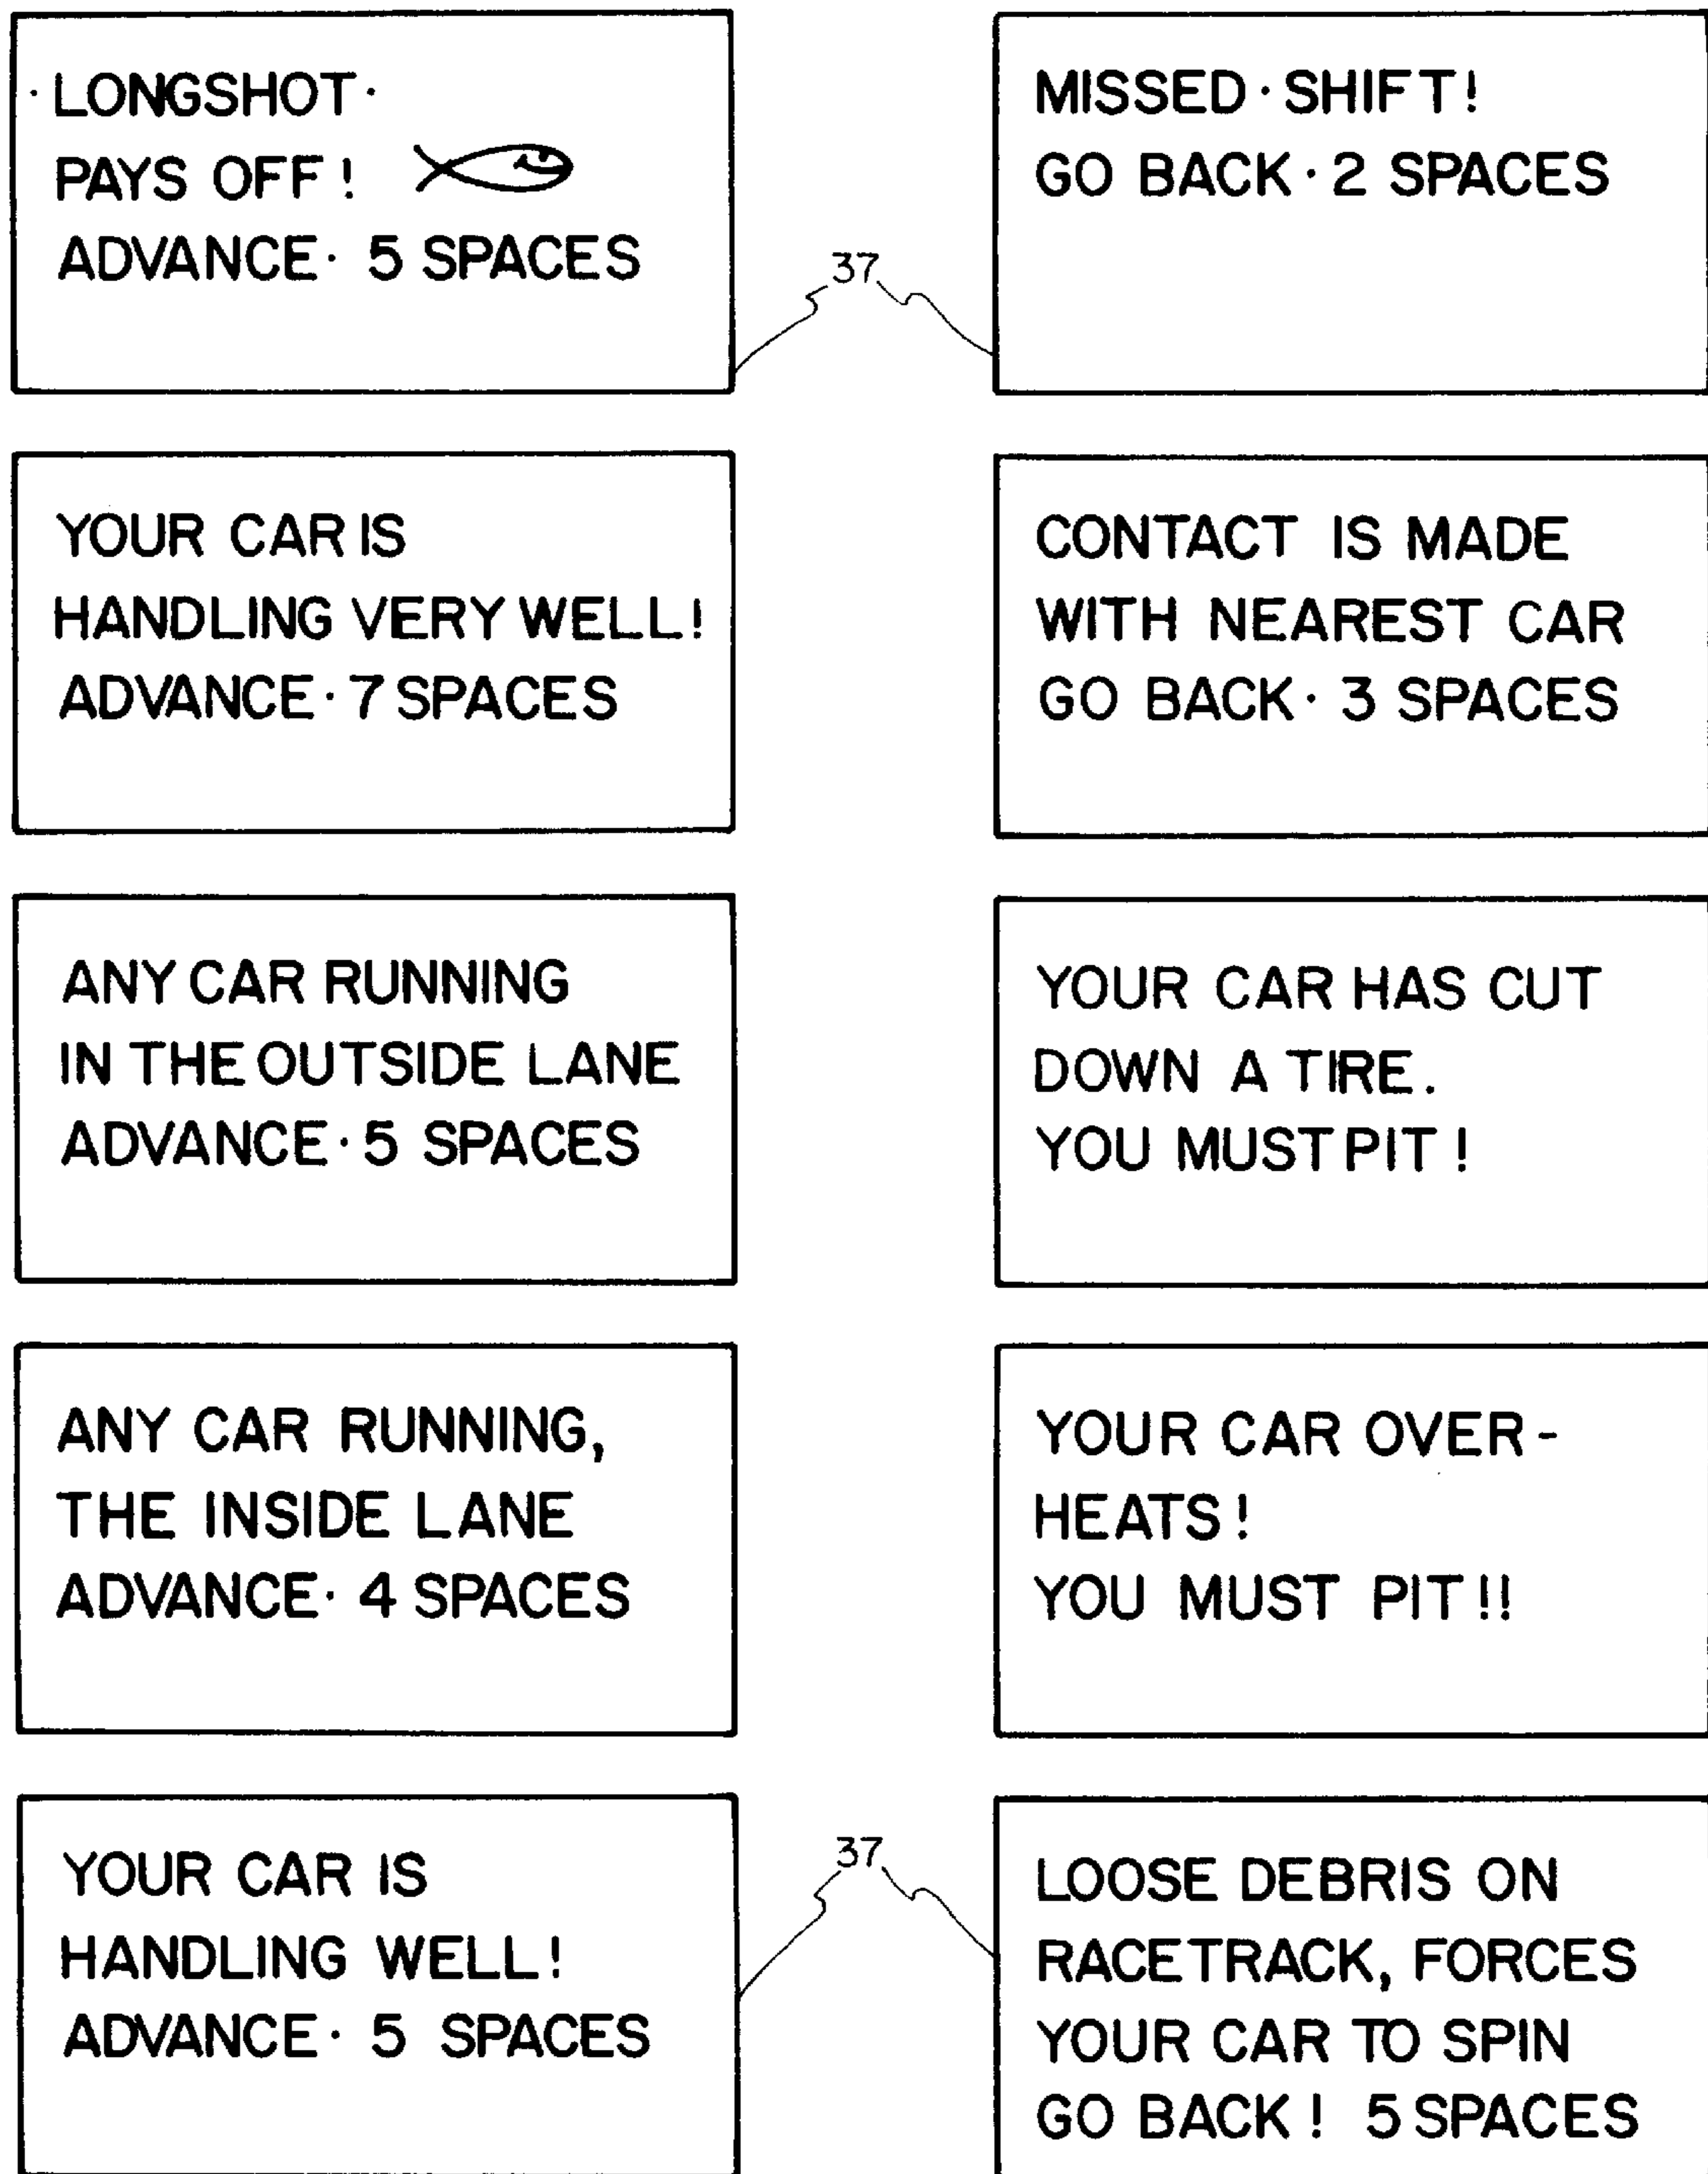 · LONGSHOT ·
PAYS OFF !
ADVANCE · 5 SPACES
MISSED · SHIFT !
GO BACK · 2 SPACES
37
YOUR CAR IS
HANDLING VERY WELL!
ADVANCE · 7 SPACES
CONTACT IS MADE
WITH NEAREST CAR
GO BACK · 3 SPACES
ANY CAR RUNNING
IN THE OUTSIDE LANE
ADVANCE · 5 SPACES
YOUR CAR HAS CUT
DOWN A TIRE.
YOU MUST PIT !
ANY CAR RUNNING,
THE INSIDE LANE
ADVANCE · 4 SPACES
YOUR CAR OVER-
HEATS !
YOU MUST PIT !!
YOUR CAR IS
HANDLING WELL !
ADVANCE · 5 SPACES
37
LOOSE DEBRIS ON
RACETRACK, FORCES
YOUR CAR TO SPIN
GO BACK ! 5 SPACES